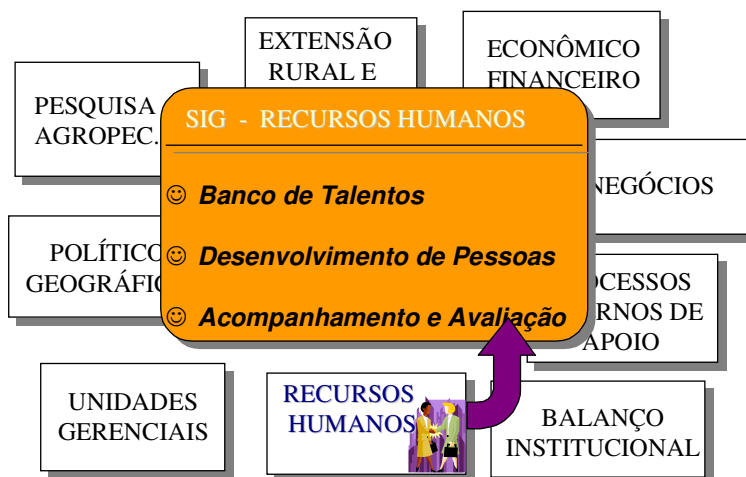 EXTENSÃO
RURAL E
ECONÔMICO
FINANCEIRO
PESQUISA
AGROPEC.
SIG - RECURSOS HUMANOS
NEGÓCIOS
☺ Banco de Talentos
POLÍTICO
GEOGRÁFIC
☺ Desenvolvimento de Pessoas
OCESSOS
RNOS DE
APOIO
☺ Acompanhamento e Avaliação
UNIDADES
GERENCIAIS
RECURSOS
HUMANOS
BALANÇO
INSTITUCIONAL